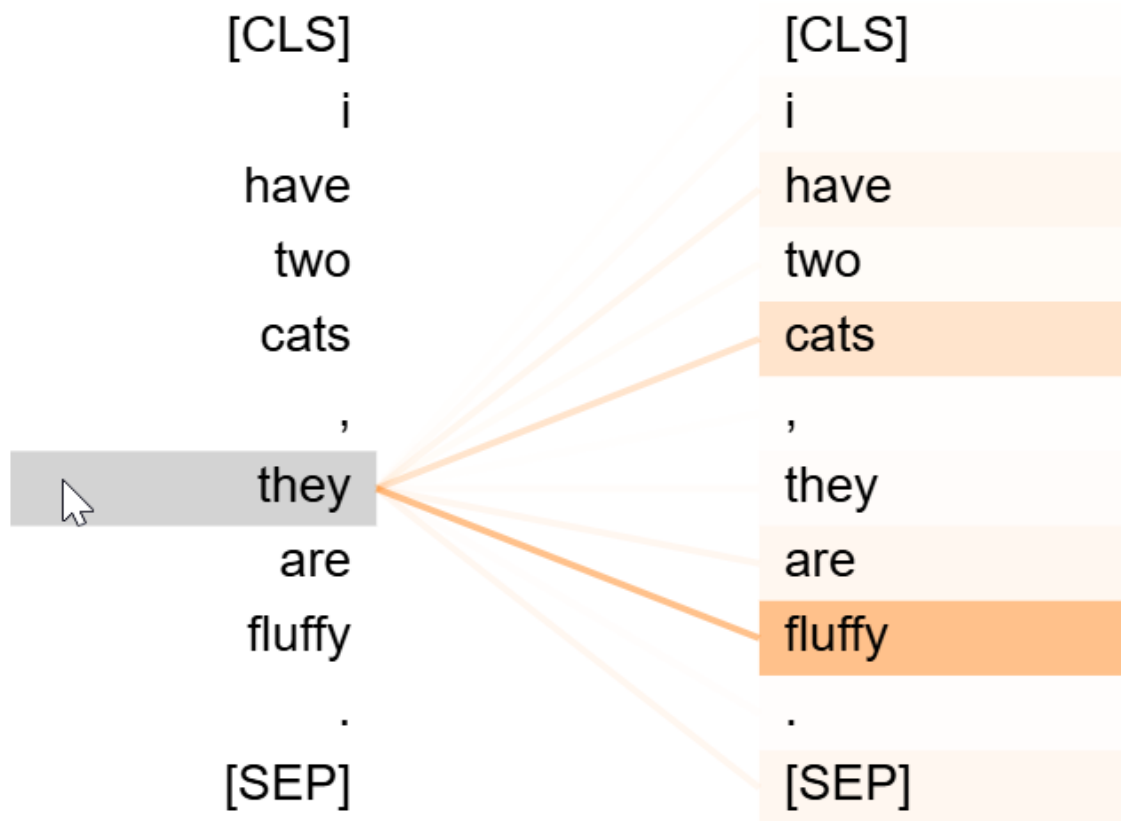 [CLS] [CLS]
i i
have have
two two
cats cats
, ,
they they
are are
fluffy fluffy
. .
[SEP] [SEP]